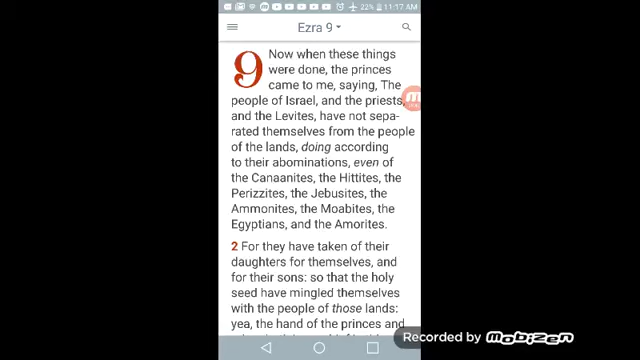 22% 11:17 AM
Ezra 9
9 Now when these things
were done, the princes
came to me, saying, The
people of Israel, and the priests,
and the Levites, have not sepa-
rated themselves from the people
of the lands, doing according
to their abominations, even of
the Canaanites, the Hittites, the
Perizzites, the Jebusites, the
Ammonites, the Moabites, the
Egyptians, and the Amorites.
2 For they have taken of their
daughters for themselves, and
for their sons: so that the holy
seed have mingled themselves
with the people of those lands:
yea, the hand of the princes and
Recorded by Mobizen